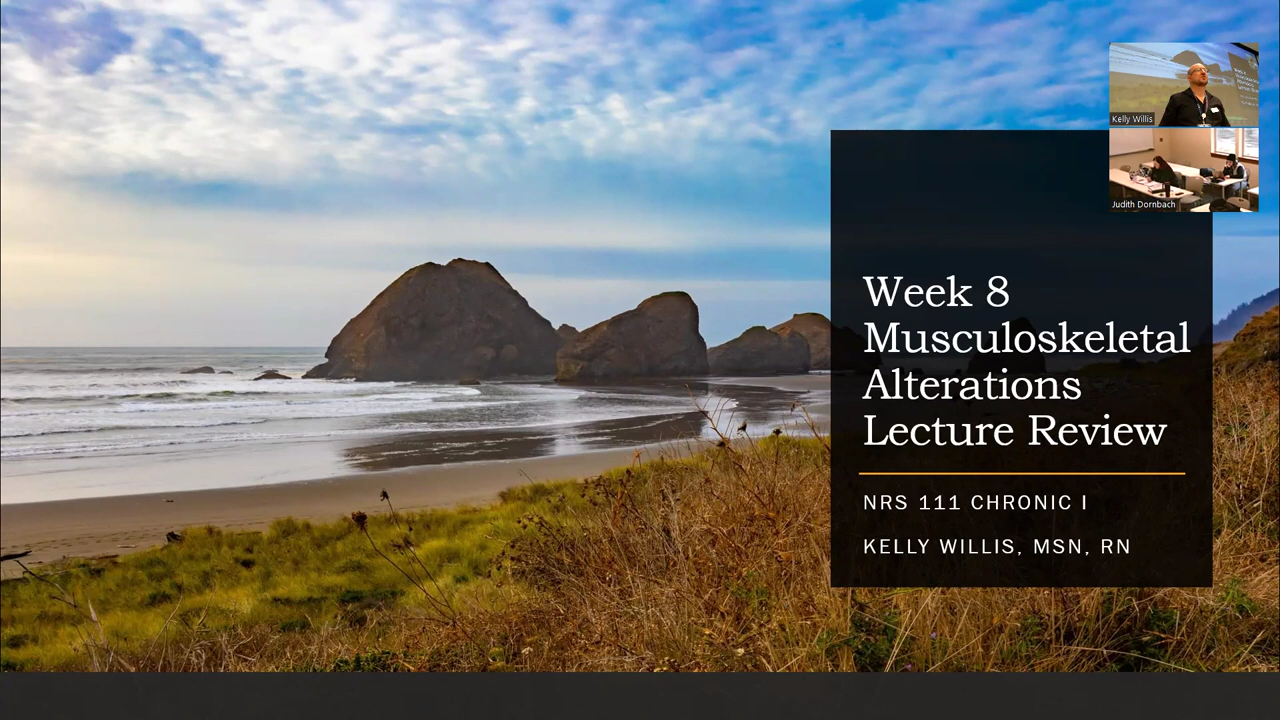 Kelly Willis
Judith Dornbach
Week 8
Musculoskeletal
Alterations
Lecture Review
NRS 111 CHRONIC I
KELLY WILLIS, MSN, RN